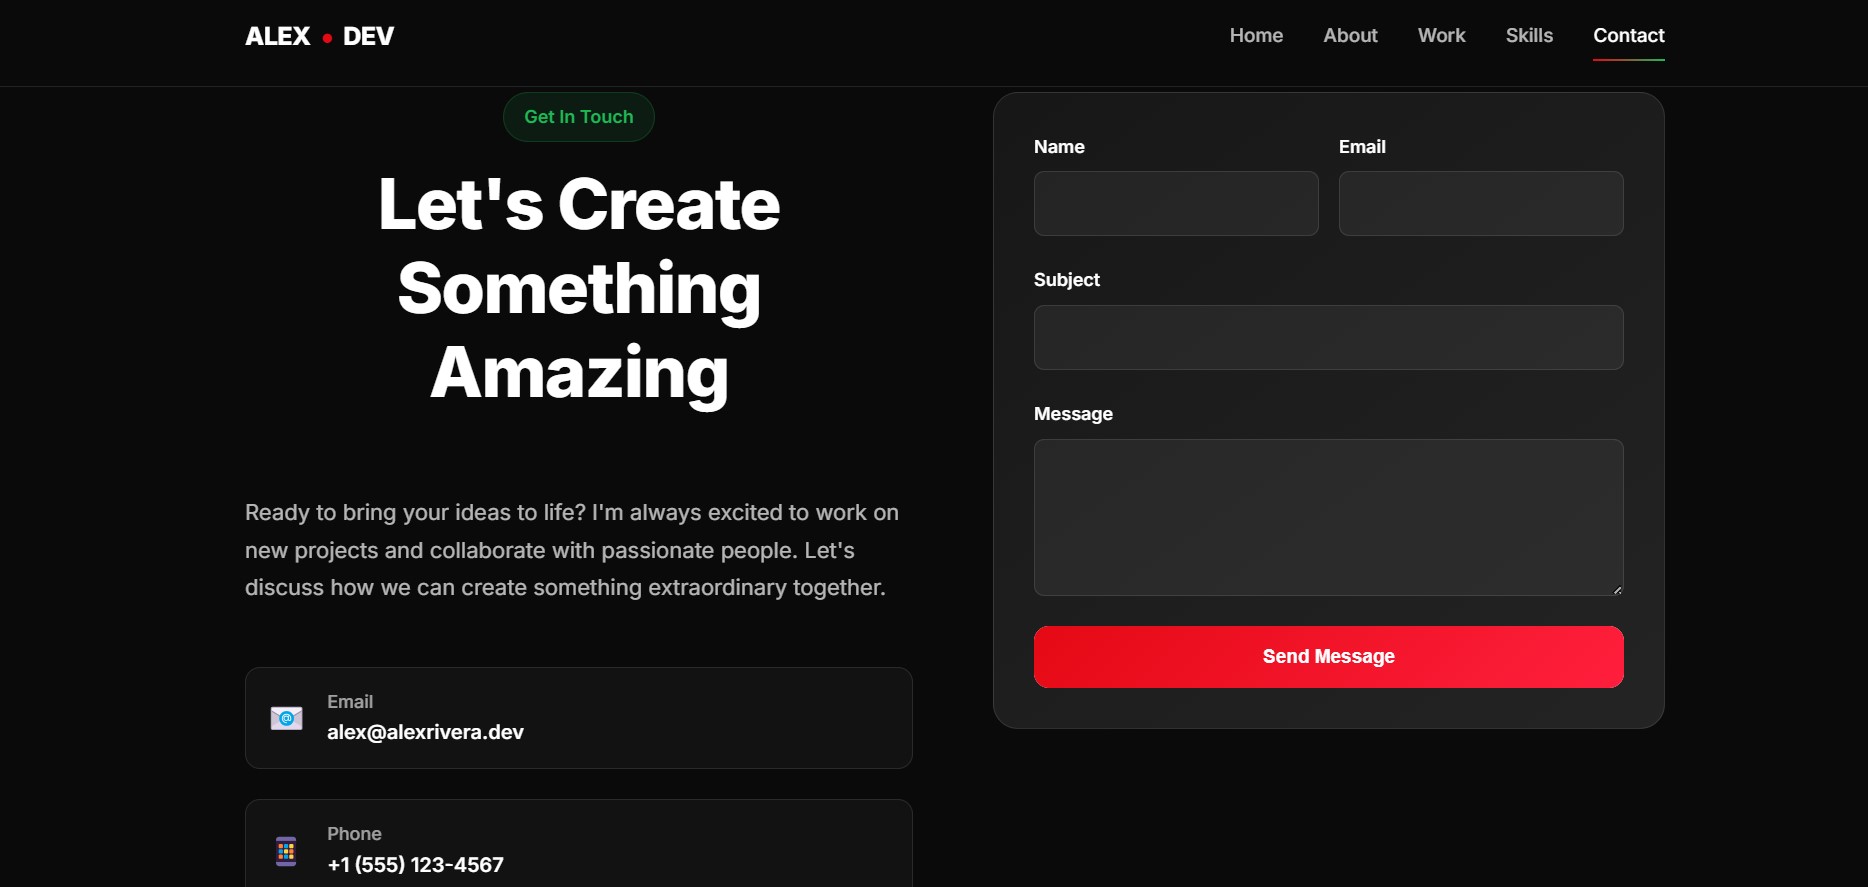 ALEX • DEV
Home
About
Work
Skills
Contact
Get In Touch
Let's Create
Something
Amazing
Ready to bring your ideas to life? I'm always excited to work on
new projects and collaborate with passionate people. Let's
discuss how we can create something extraordinary together.
Email
alex@alexrivera.dev
Phone
+1 (555) 123-4567
Name
Email
Subject
Message
Send Message